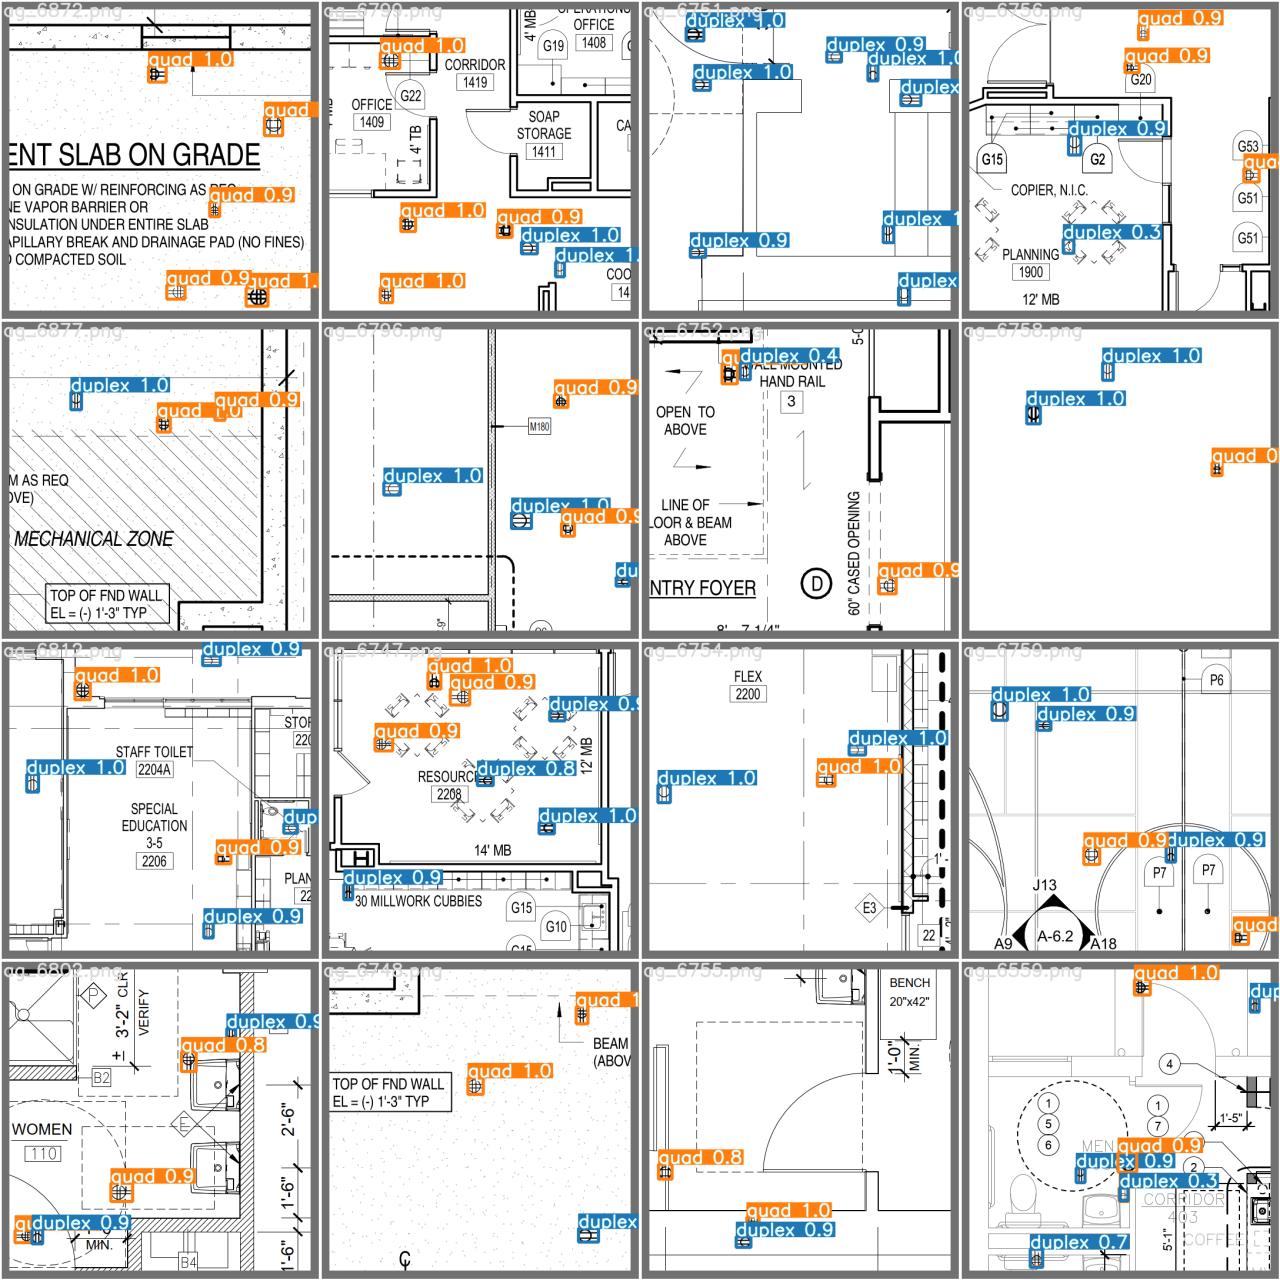 ag_6872.png
quad 1.0
quad
ENT SLAB ON GRADE
ON GRADE W/ REINFORCING AS REQ
quad 0.9
NE VAPOR BARRIER OR
NSULATION UNDER ENTIRE SLAB
APILLARY BREAK AND DRAINAGE PAD (NO FINES)
COMPACTED SOIL
quad 0.9
quad 1.
ag_6799.png
quad 1.0
4' MB
OPERATIONS
OFFICE
1408
G19
CORRIDOR
1419
G22
OFFICE
1409
4' TB
SOAP
STORAGE
1411
CA
quad 1.0
quad 0.9
duplex 1.0
duplex 1.0
quad 1.0
COO
14
ag_6751.png
duplex 1.0
duplex 0.9
duplex 1.0
duplex 1.0
duplex 0.9
duplex 1
duplex 0.9
duplex 1.0
ag_6756.png
quad 0.9
quad 0.9
G20
duplex 0.9
G15
G2
G53
quad
G51
G51
COPIER, N.I.C.
duplex 0.3
PLANNING
1900
12' MB
ag_6877.png
duplex 1.0
quad 0.9
quad 1.0
M AS REQ
OVE)
MECHANICAL ZONE
TOP OF FND WALL
EL = (-) 1'-3" TYP
ag_6796.png
quad 0.9
M180
duplex 1.0
duplex 1.0
quad 0.9
du
ag_6752.png
5'-0
qu
duplex 0.4
WALL MOUNTED
HAND RAIL
3
OPEN TO
ABOVE
LINE OF
LOOR & BEAM
ABOVE
60" CASED OPENING
quad 0.9
NTRY FOYER
D
8' - 7 1/4"
ag_6758.png
duplex 1.0
duplex 1.0
quad 0
ag_6812.png
duplex 0.9
quad 1.0
STOR
220
STAFF TOILET
2204A
duplex 1.0
SPECIAL
EDUCATION
3-5
2206
dup
quad 0.9
PLAN
22
duplex 0.9
ag_6747.png
quad 1.0
quad 0.9
duplex 0.9
quad 0.9
12' MB
RESOURC
duplex 0.8
2208
duplex 1.0
14' MB
duplex 0.9
30 MILLWORK CUBBIES
G15
G10
G15
ag_6754.png
FLEX
2200
duplex 1.0
quad 1.0
duplex 1.0
1'
E3
22
ag_6759.png
P6
duplex 1.0
duplex 0.9
quad 0.9
duplex 0.9
P7
P7
J13
A-6.2
A9
A18
quad
ag_6802.png
P
± 3'-2" CLR
VERIFY
duplex 0.9
quad 0.8
B2
2'-6"
WOMEN
110
E
quad 0.9
1'-6"
duplex 0.9
MIN.
B4
1'-6"
ag_6748.png
quad 1
BEAM
(ABOV
quad 1.0
TOP OF FND WALL
EL = (-) 1'-3" TYP
duplex
ag_6755.png
BENCH
20"x42"
1'-0"
MIN.
quad 0.8
quad 1.0
duplex 0.9
ag_6559.png
quad 1.0
dup
4
1
5
6
1
7
1'-5"
MEN
quad 0.9
duplex 0.9
2
duplex 0.3
CORRIDOR
403
5'-1"
COFFEE
duplex 0.7